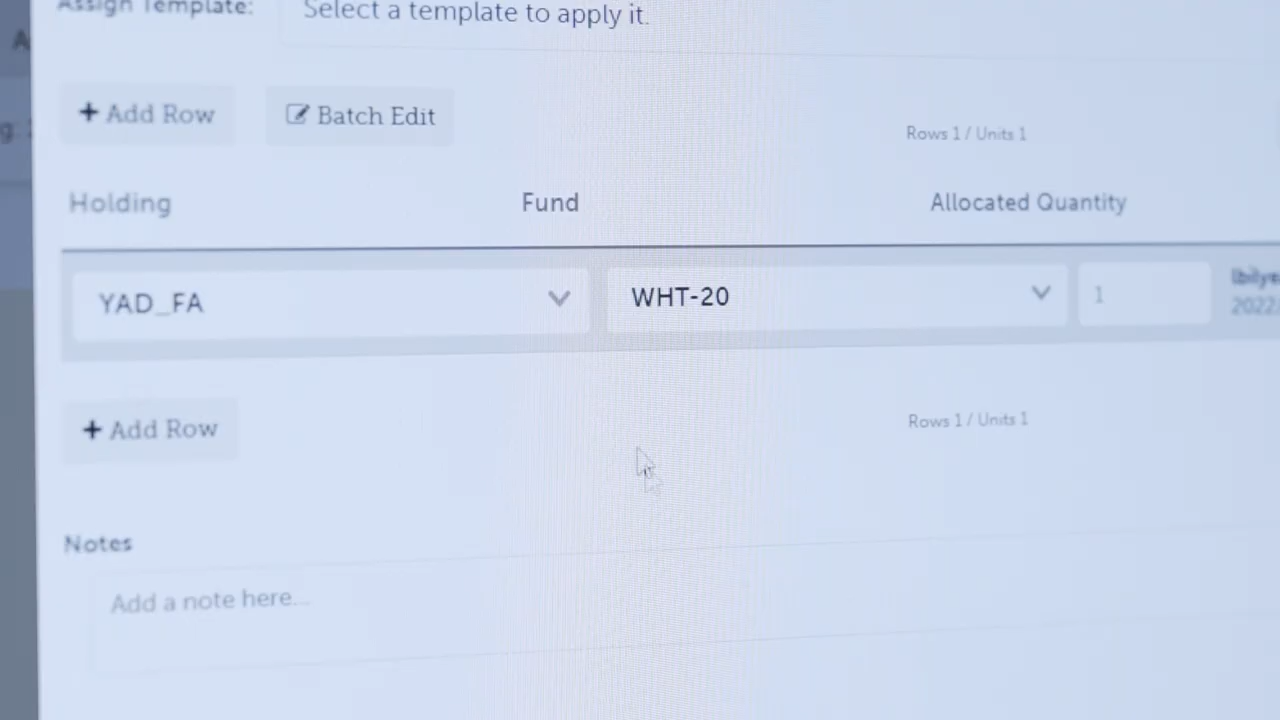 Assign Template: Select a template to apply it.
+ Add Row Batch Edit
Rows 1 / Units 1
Holding Fund Allocated Quantity
YAD_FA WHT-20 1
2022
+ Add Row
Rows 1 / Units 1
Notes
Add a note here...